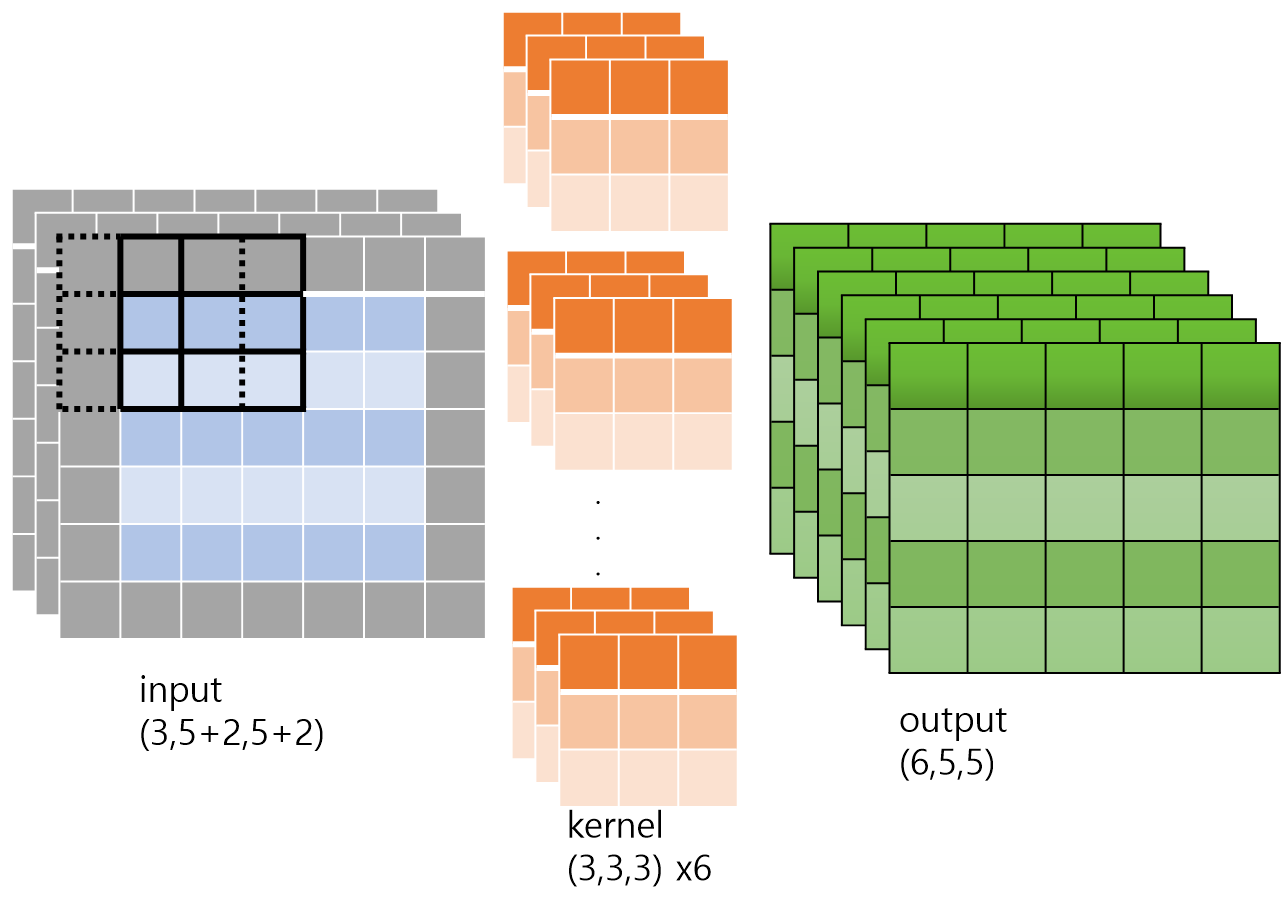 input
(3,5+2,5+2)
.
.
.
kernel
(3,3,3) x6
output
(6,5,5)